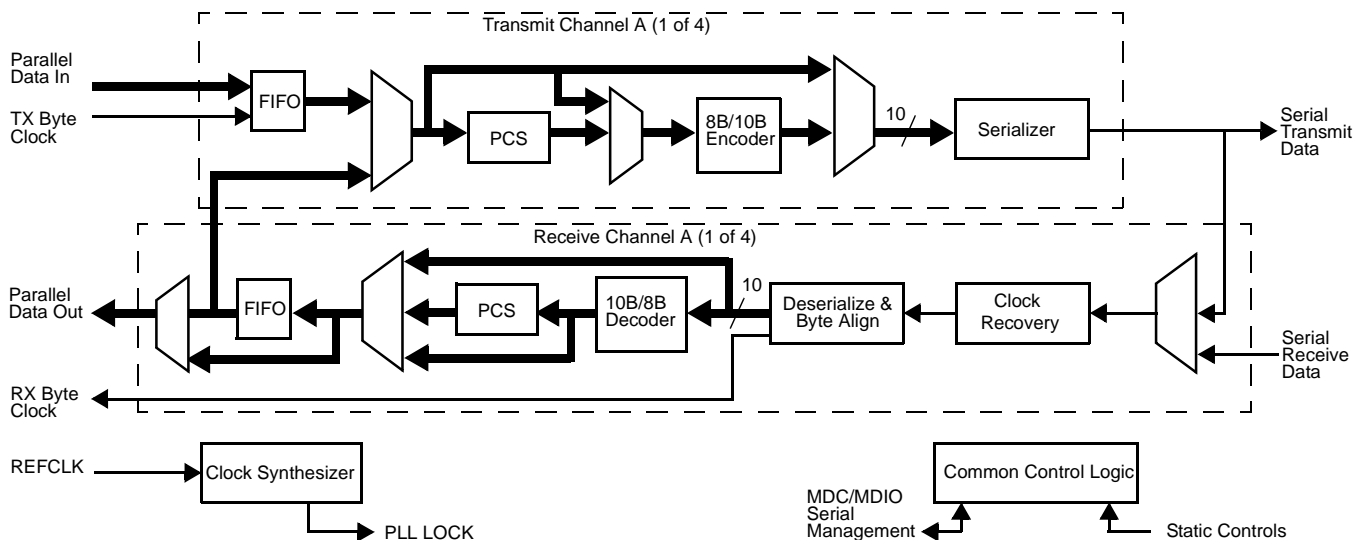 Transmit Channel A (1 of 4)
Parallel
Data In
TX Byte
Clock
FIFO
PCS
8B/10B
Encoder
10
Serializer
Serial
Transmit
Data
Receive Channel A (1 of 4)
Parallel
Data Out
FIFO
PCS
10B/8B
Decoder
10
Deserialize &
Byte Align
Clock
Recovery
Serial
Receive
Data
RX Byte
Clock
REFCLK
Clock Synthesizer
PLL LOCK
Common Control Logic
MDC/MDIO
Serial
Management
Static Controls